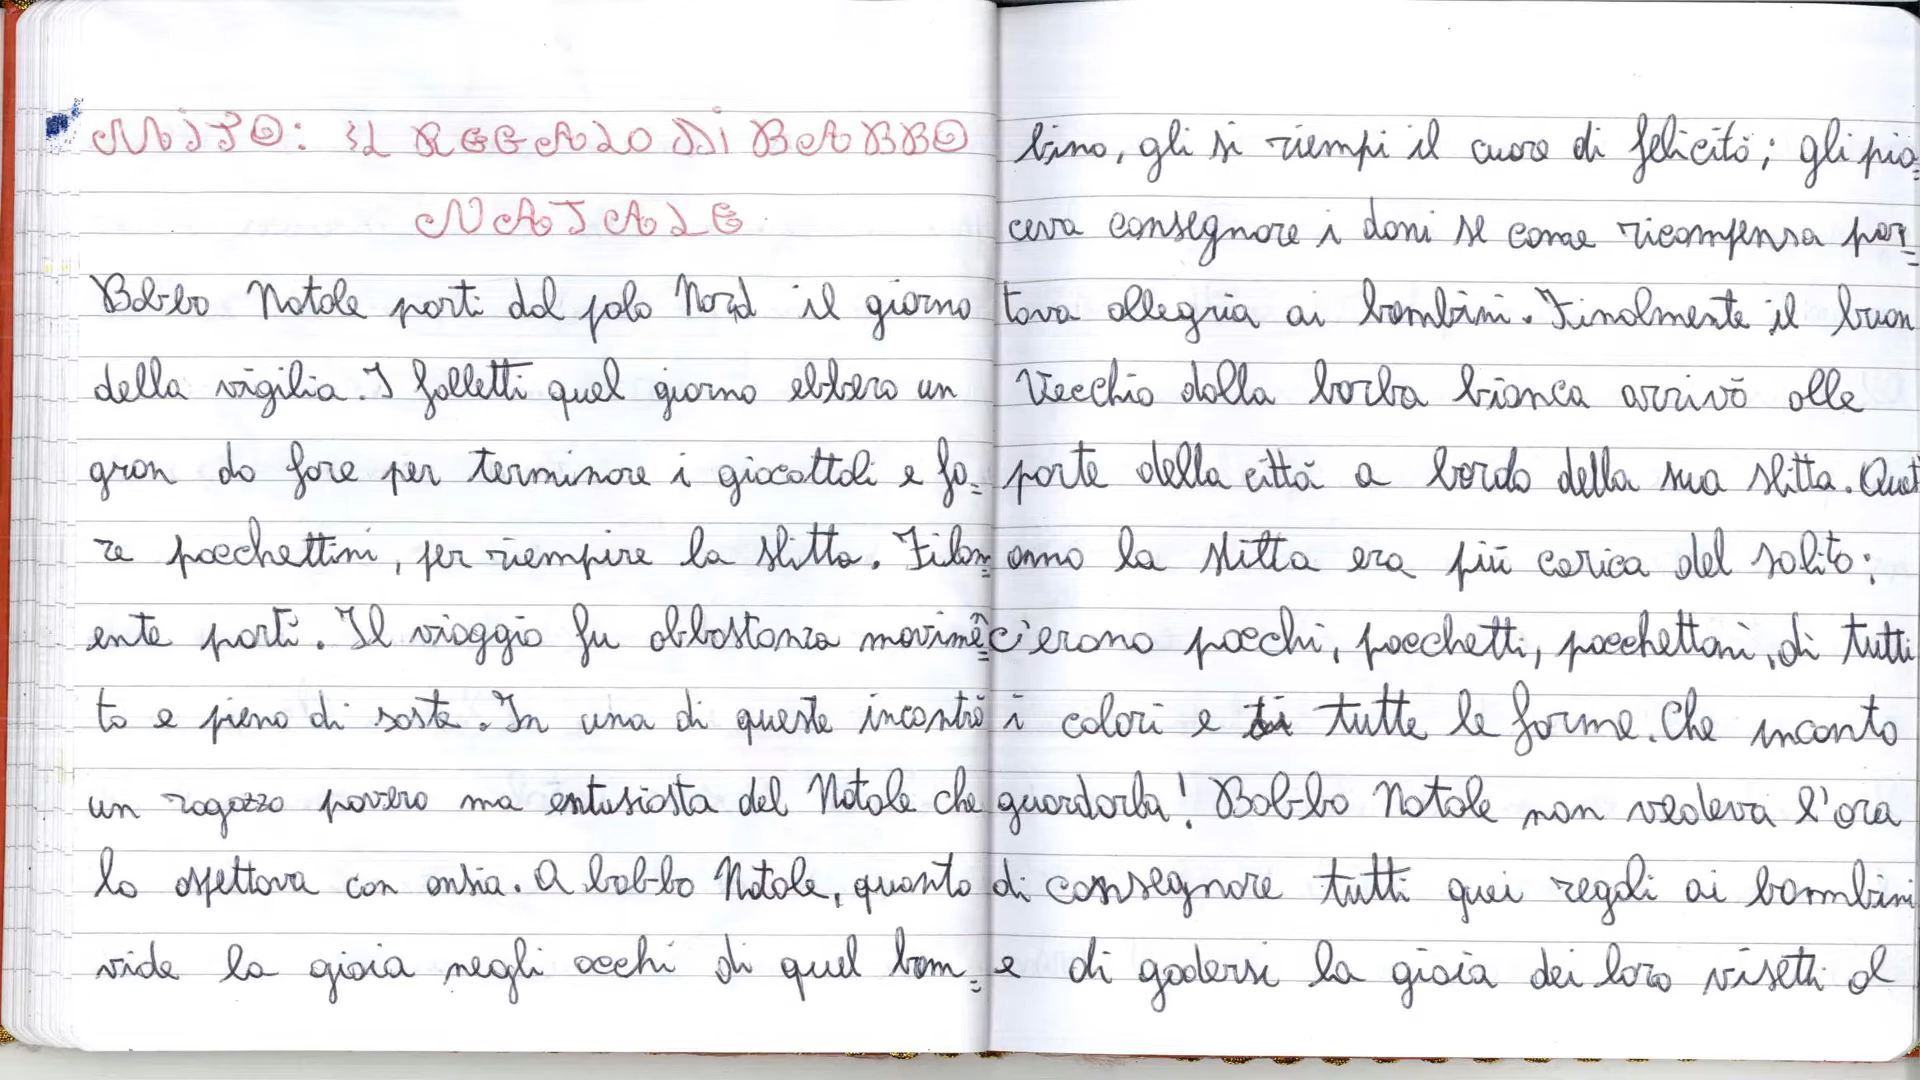 MITO: IL REGALO DI BABBO
NATALE
Babbo Natale partì dal polo Nord il giorno
della vigilia. I folletti quel giorno ebbero un
gran da fare per terminare i giocattoli e fa=
re pacchettini, per riempire la slitta. Filam=
ente partì. Il viaggio fu abbastanza movimê=
to e pieno di soste. In una di queste incontrò
un ragazzo povero ma entusiasta del Natale che
lo aspettava con ansia. A babbo Natale, quanto
vide la gioia negli occhi di quel bam=
bino, gli si riempi il cuore di felicità; gli pia=
ceva consegnare i doni se come ricompensa por=
tava allegria ai bambini. Finalmente il buon
Vecchio dalla barba bianca arrivò alle
porte della città a bordo della sua slitta. Quel
anno la slitta era più carica del solito:
c'erano pacchi, pacchetti, pacchettoni, di tutti
i colori e di tutte le forme. Che incanto
guardarla! Babbo Natale non vedeva l'ora
di consegnare tutti quei regali ai bambini
e di godersi la gioia dei loro visetti al